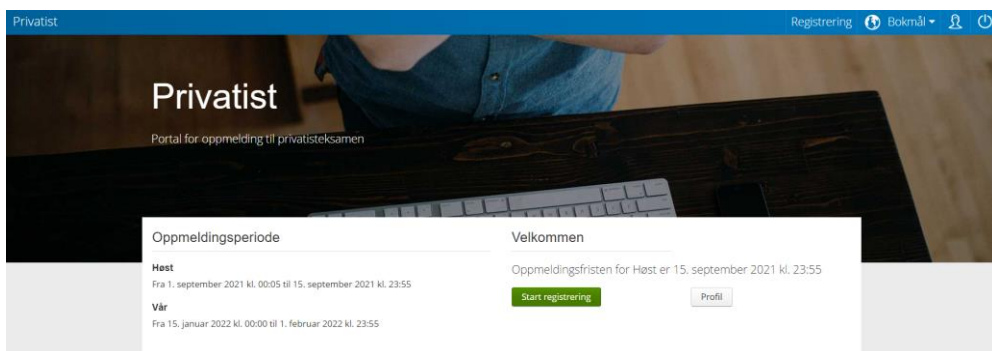 Privatist
Registrering Bokmål
Privatist
Portal for oppmelding til privatisteksamen
Oppmeldingsperiode
Høst
Fra 1. september 2021 kl. 00:05 til 15. september 2021 kl. 23:55
Vår
Fra 15. januar 2022 kl. 00:00 til 1. februar 2022 kl. 23:55
Velkommen
Oppmeldingsfristen for Høst er 15. september 2021 kl. 23:55
Start registrering Profil